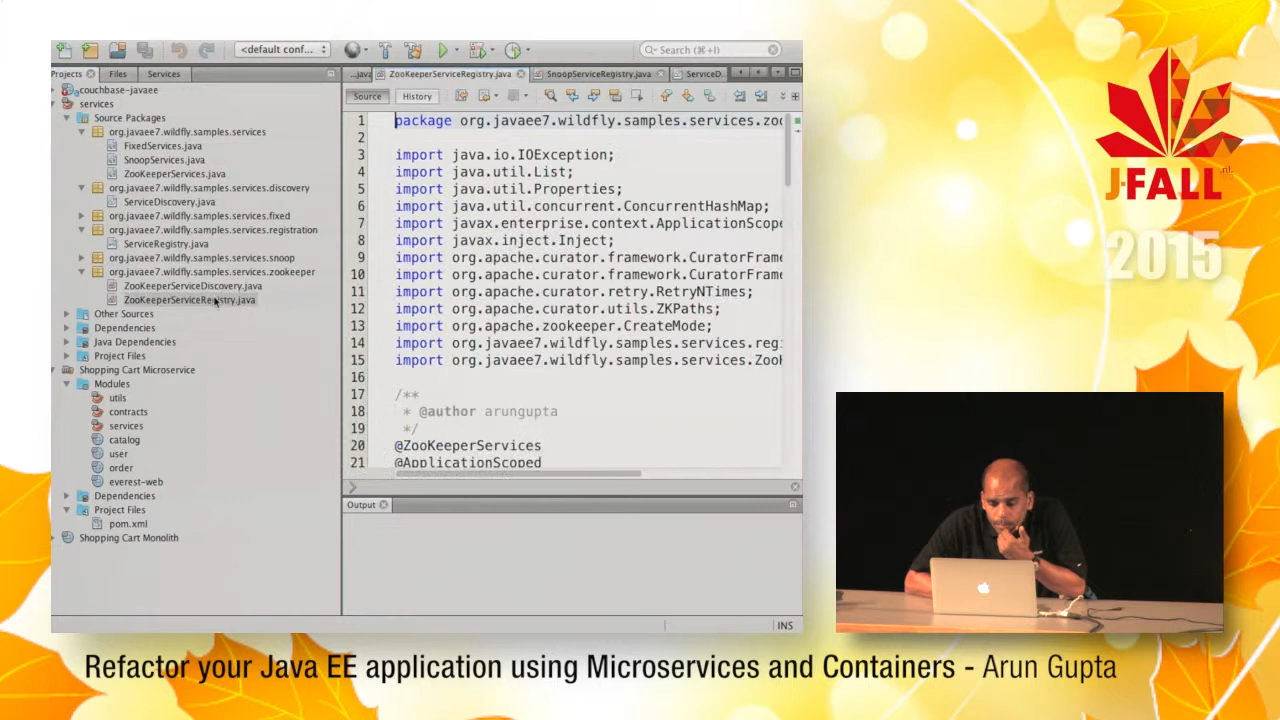 <default conf...
Search (⌘+I)
Projects
Files
Services
...java
ZooKeeperServiceRegistry.java
SnoopServiceRegistry.java
ServiceD...
couchbase-javaee
services
Source Packages
org.javaee7.wildfly.samples.services
FixedServices.java
SnoopServices.java
ZooKeeperServices.java
org.javaee7.wildfly.samples.services.discovery
ServiceDiscovery.java
org.javaee7.wildfly.samples.services.fixed
org.javaee7.wildfly.samples.services.registration
ServiceRegistry.java
org.javaee7.wildfly.samples.services.snoop
org.javaee7.wildfly.samples.services.zookeeper
ZooKeeperServiceDiscovery.java
ZooKeeperServiceRegistry.java
Other Sources
Dependencies
Java Dependencies
Project Files
Shopping Cart Microservice
Modules
utils
contracts
services
catalog
user
order
everest-web
Dependencies
Project Files
pom.xml
Shopping Cart Monolith
Source
History
1 package org.javaee7.wildfly.samples.services.zoo
2
3 import java.io.IOException;
4 import java.util.List;
5 import java.util.Properties;
6 import java.util.concurrent.ConcurrentHashMap;
7 import javax.enterprise.context.ApplicationScope
8 import javax.inject.Inject;
9 import org.apache.curator.framework.CuratorFrame
10 import org.apache.curator.framework.CuratorFrame
11 import org.apache.curator.retry.RetryNTimes;
12 import org.apache.curator.utils.ZKPaths;
13 import org.apache.zookeeper.CreateMode;
14 import org.javaee7.wildfly.samples.services.regi
15 import org.javaee7.wildfly.samples.services.ZooK
16
17 /**
18 * @author arungupta
19 */
20 @ZooKeeperServices
21 @ApplicationScoped
Output
INS
J-FALL
.nl
2015
Refactor your Java EE application using Microservices and Containers - Arun Gupta